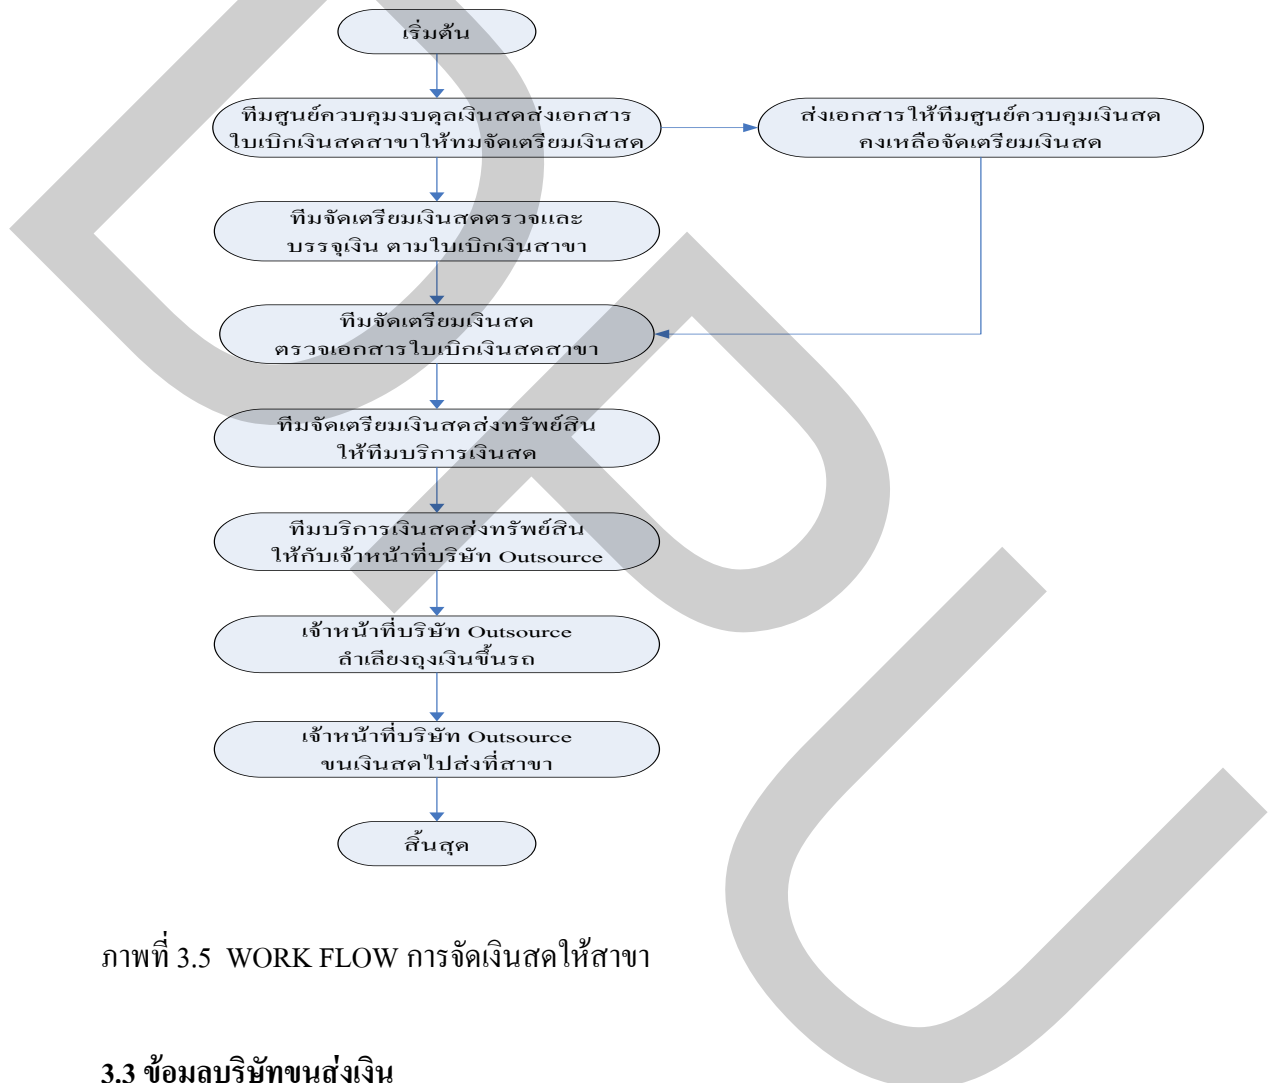 เริ่มต้น
ทีมศูนย์ควบคุมงบดุลเงินสดส่งเอกสาร
ใบเบิกเงินสดสาขาให้ทมจัดเตรียมเงินสด
ส่งเอกสารให้ทีมศูนย์ควบคุมเงินสด
คงเหลือจัดเตรียมเงินสด
ทีมจัดเตรียมเงินสดตรวจและ
บรรจุเงิน ตามใบเบิกเงินสาขา
ทีมจัดเตรียมเงินสด
ตรวจเอกสารใบเบิกเงินสดสาขา
ทีมจัดเตรียมเงินสดส่งทรัพย์สิน
ให้ทีมบริการเงินสด
ทีมบริการเงินสดส่งทรัพย์สิน
ให้กับเจ้าหน้าที่บริษัท Outsource
เจ้าหน้าที่บริษัท Outsource
ลำเลียงถุงเงินขึ้นรถ
เจ้าหน้าที่บริษัท Outsource
ขนเงินสดไปส่งที่สาขา
สิ้นสุด
ภาพที่ 3.5 WORK FLOW การจัดเงินสดให้สาขา
3.3 ข้อมูลบริษัทขนส่งเงิน
DPU